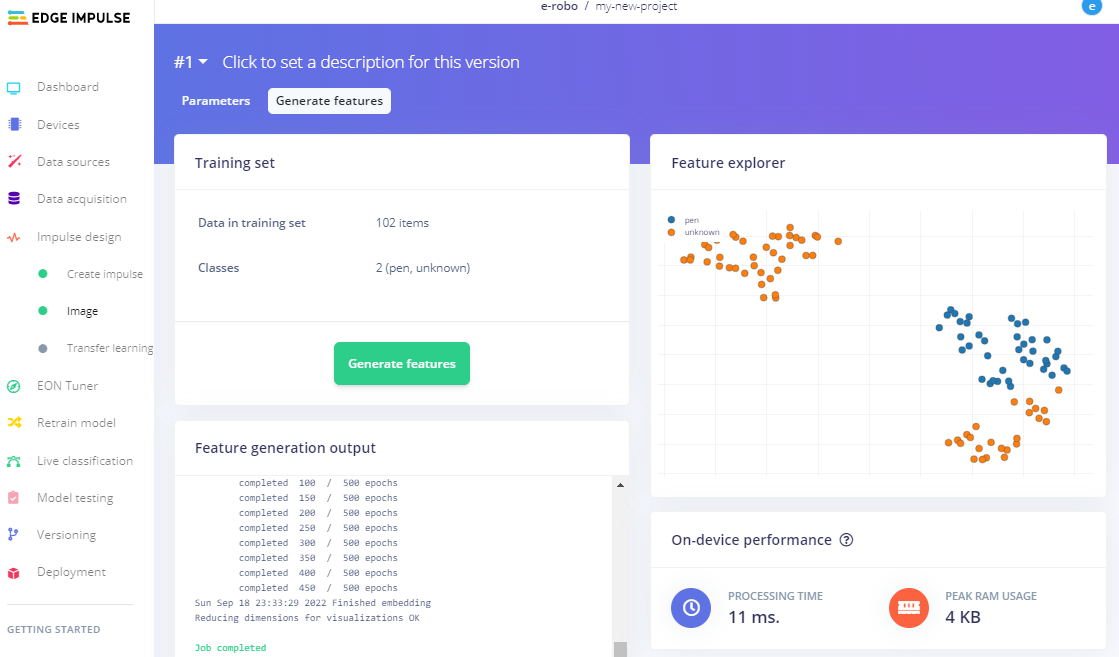 EDGE IMPULSE
e-robo / my-new-project
e
#1 Click to set a description for this version
Parameters
Generate features
Dashboard
Devices
Data sources
Data acquisition
Impulse design
Create impulse
Image
Transfer learning
EON Tuner
Retrain model
Live classification
Model testing
Versioning
Deployment
GETTING STARTED
Training set
Data in training set 102 items
Classes 2 (pen, unknown)
Generate features
Feature generation output
completed 100 / 500 epochs
completed 150 / 500 epochs
completed 200 / 500 epochs
completed 250 / 500 epochs
completed 300 / 500 epochs
completed 350 / 500 epochs
completed 400 / 500 epochs
completed 450 / 500 epochs
Sun Sep 18 23:33:29 2022 Finished embedding
Reducing dimensions for visualizations OK
Job completed
Feature explorer
pen
unknown
On-device performance ?
PROCESSING TIME
11 ms.
PEAK RAM USAGE
4 KB